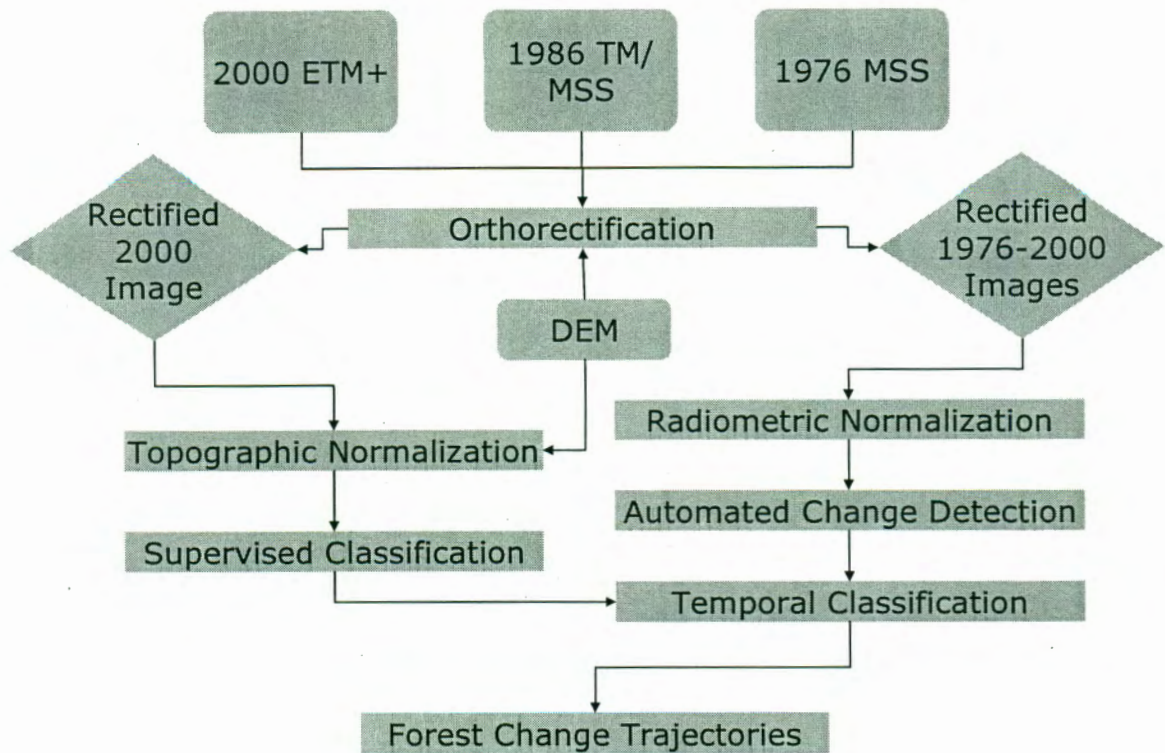 2000 ETM+
1986 TM/
MSS
1976 MSS
Rectified
2000
Image
Orthorectification
Rectified
1976-2000
Images
DEM
Topographic Normalization
Radiometric Normalization
Automated Change Detection
Supervised Classification
Temporal Classification
Forest Change Trajectories